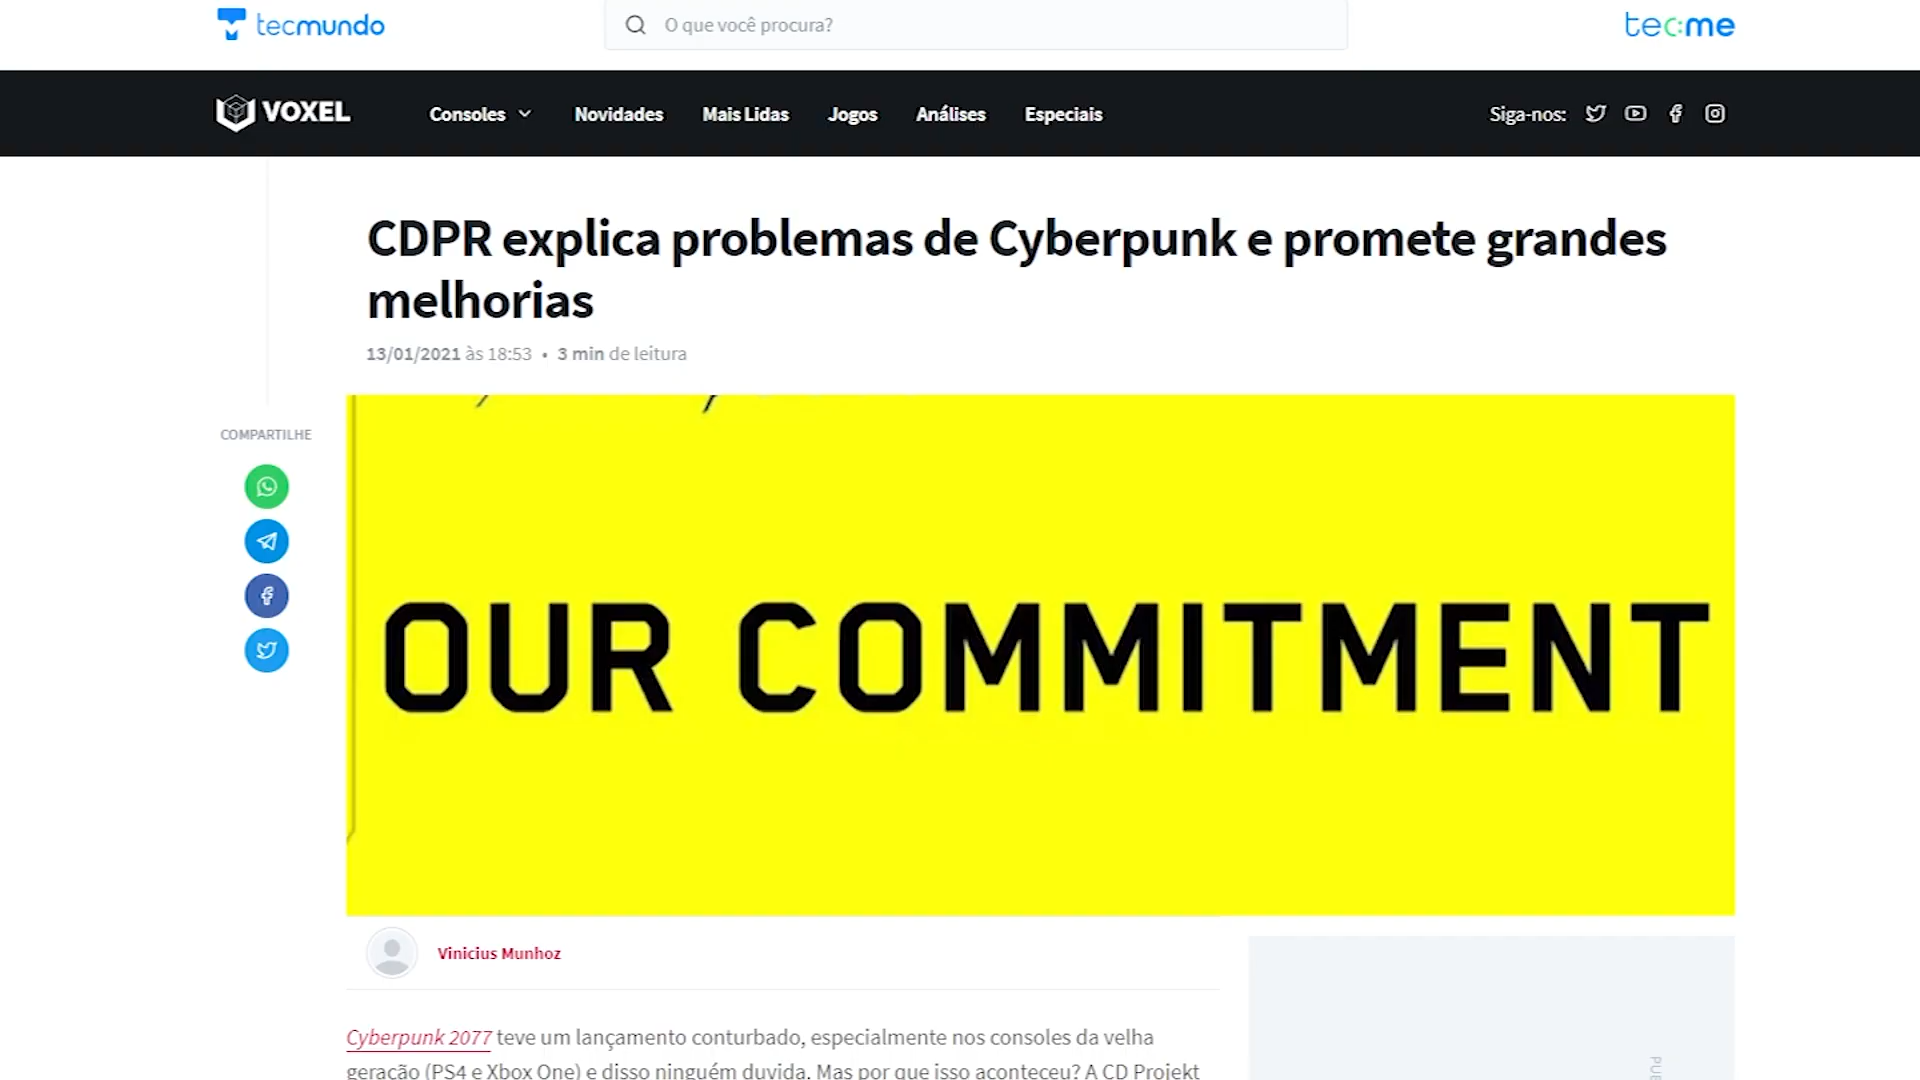 tecmundo
O que você procura?
tec:me
VOXEL
Consoles
Novidades
Mais Lidas
Jogos
Análises
Especiais
Siga-nos:
CDPR explica problemas de Cyberpunk e promete grandes
melhorias
13/01/2021 às 18:53 • 3 min de leitura
COMPARTILHE
OUR COMMITMENT
Vinicius Munhoz
Cyberpunk 2077 teve um lançamento conturbado, especialmente nos consoles da velha
geração (PS4 e Xbox One) e disso ninguém duvida. Mas por que isso aconteceu? A CD Projekt